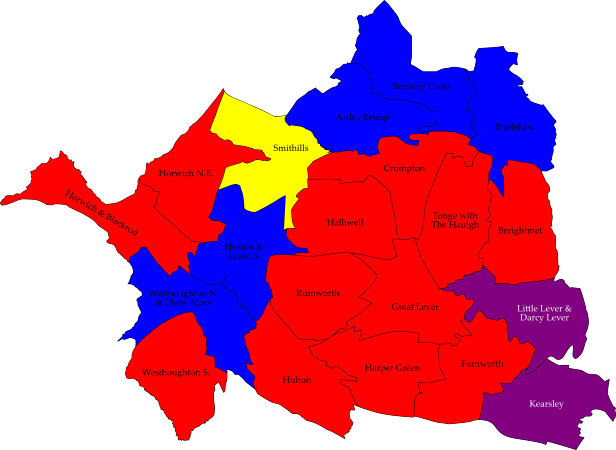 Bromley Cross
Astley Bridge
Bradshaw
Smithills
Crompton
Horwich N.E.
Horwich & Blackrod
Halliwell
Tonge with
The Haulgh
Breightmet
Heaton &
Lostock
Westhoughton N.
& Chew Moor
Rumworth
Great Lever
Little Lever &
Darcy Lever
Westhoughton S.
Hulton
Harper Green
Farnworth
Kearsley